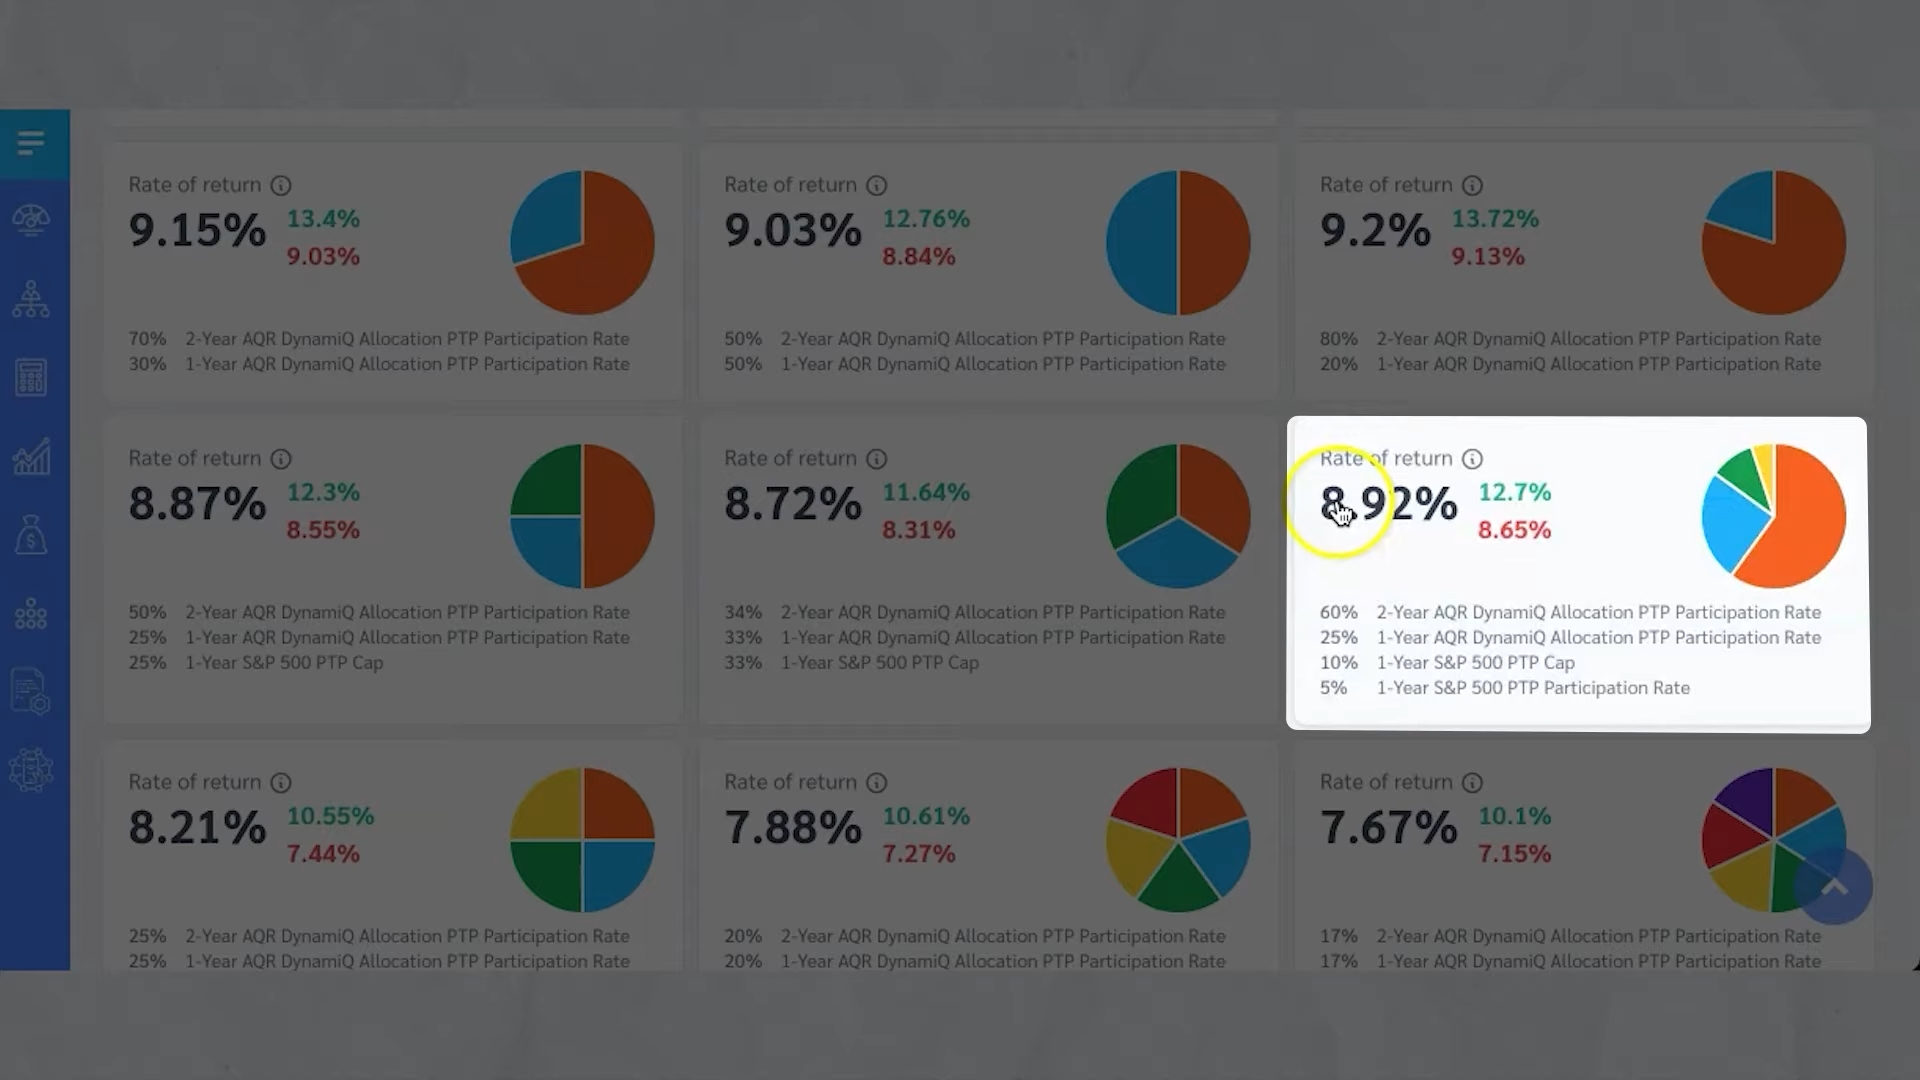 Rate of return
9.15% 13.4%
9.03%
70% 2-Year AQR DynamiQ Allocation PTP Participation Rate
30% 1-Year AQR DynamiQ Allocation PTP Participation Rate
Rate of return
9.03% 12.76%
8.84%
50% 2-Year AQR DynamiQ Allocation PTP Participation Rate
50% 1-Year AQR DynamiQ Allocation PTP Participation Rate
Rate of return
9.2% 13.72%
9.13%
80% 2-Year AQR DynamiQ Allocation PTP Participation Rate
20% 1-Year AQR DynamiQ Allocation PTP Participation Rate
Rate of return
8.87% 12.3%
8.55%
50% 2-Year AQR DynamiQ Allocation PTP Participation Rate
25% 1-Year AQR DynamiQ Allocation PTP Participation Rate
25% 1-Year S&P 500 PTP Cap
Rate of return
8.72% 11.64%
8.31%
34% 2-Year AQR DynamiQ Allocation PTP Participation Rate
33% 1-Year AQR DynamiQ Allocation PTP Participation Rate
33% 1-Year S&P 500 PTP Cap
Rate of return
8.92% 12.7%
8.65%
60% 2-Year AQR DynamiQ Allocation PTP Participation Rate
25% 1-Year AQR DynamiQ Allocation PTP Participation Rate
10% 1-Year S&P 500 PTP Cap
5% 1-Year S&P 500 PTP Participation Rate
Rate of return
8.21% 10.55%
7.44%
25% 2-Year AQR DynamiQ Allocation PTP Participation Rate
25% 1-Year AQR DynamiQ Allocation PTP Participation Rate
Rate of return
7.88% 10.61%
7.27%
20% 2-Year AQR DynamiQ Allocation PTP Participation Rate
20% 1-Year AQR DynamiQ Allocation PTP Participation Rate
Rate of return
7.67% 10.1%
7.15%
17% 2-Year AQR DynamiQ Allocation PTP Participation Rate
17% 1-Year AQR DynamiQ Allocation PTP Participation Rate